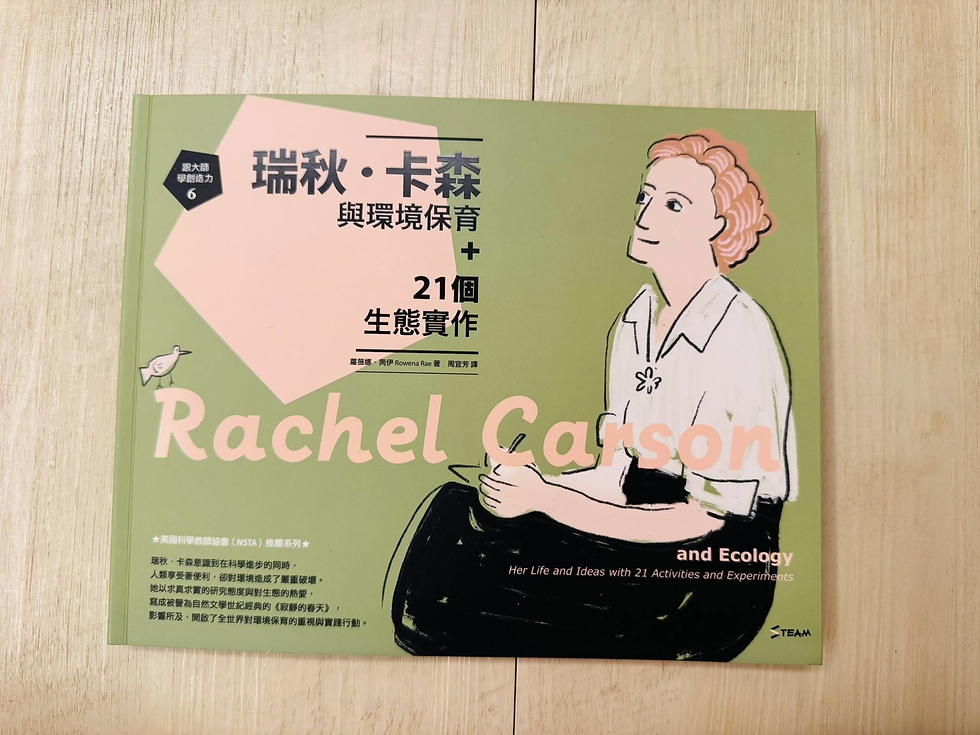 跟大師
學創造力
6
瑞秋・卡森
與環境保育
+
21個
生態實作
蘿薇娜・芮伊 Rowena Rae 著　周宜芳 譯
Rachel Carson
and Ecology
Her Life and Ideas with 21 Activities and Experiments
★美國科學教師協會（NSTA）推薦系列★
瑞秋・卡森意識到在科學進步的同時，
人類享受著便利，卻對環境造成了嚴重破壞。
她以求真求實的研究態度與對生態的熱愛，
寫成被譽為自然文學世紀經典的《寂靜的春天》，
影響所及，開啟了全世界對環境保育的重視與實踐行動。
STEAM